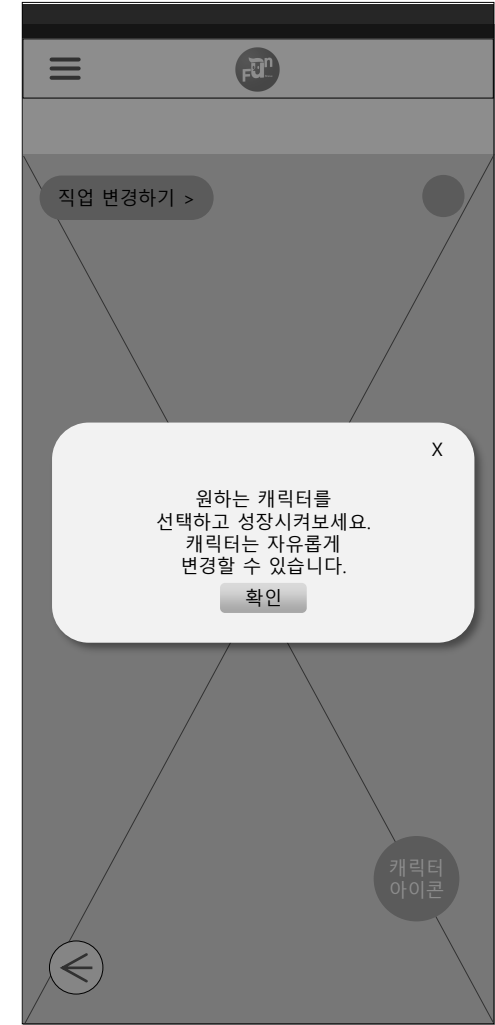 Fun
직업 변경하기 >
X
원하는 캐릭터를
선택하고 성장시켜보세요.
캐릭터는 자유롭게
변경할 수 있습니다.
확인
캐릭터
아이콘